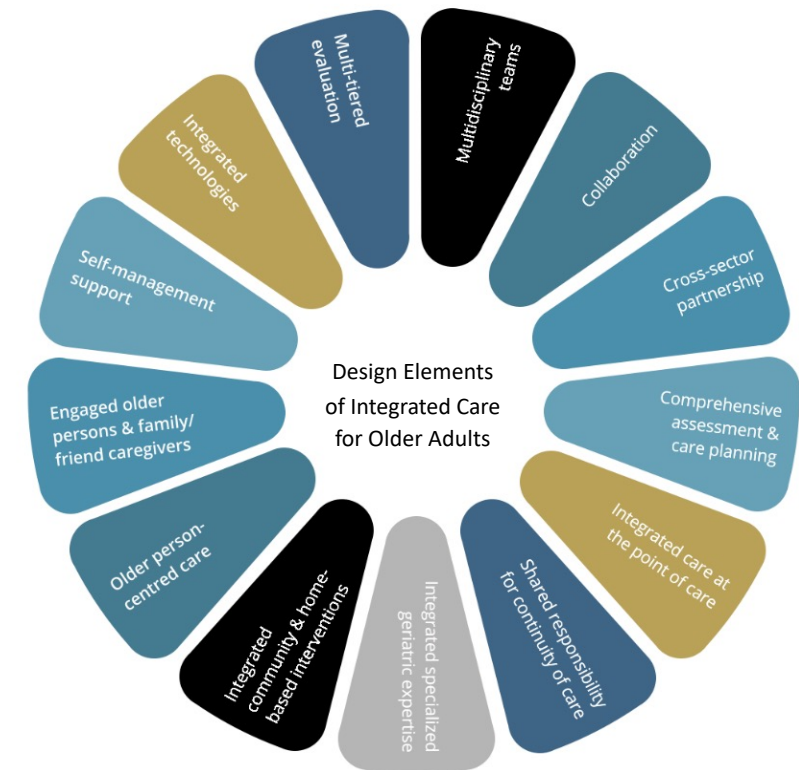 Multidisciplinary
teams
Collaboration
Cross-sector
partnership
Comprehensive
assessment &
care planning
Integrated care at
the point of care
Shared responsibility
for continuity of care
Integrated specialized
geriatric expertise
Integrated
community & home-
based interventions
Older person-
centred care
Engaged older
persons & family/
friend caregivers
Self-management
support
Integrated
technologies
Multi-tiered
evaluation
Design Elements
of Integrated Care
for Older Adults